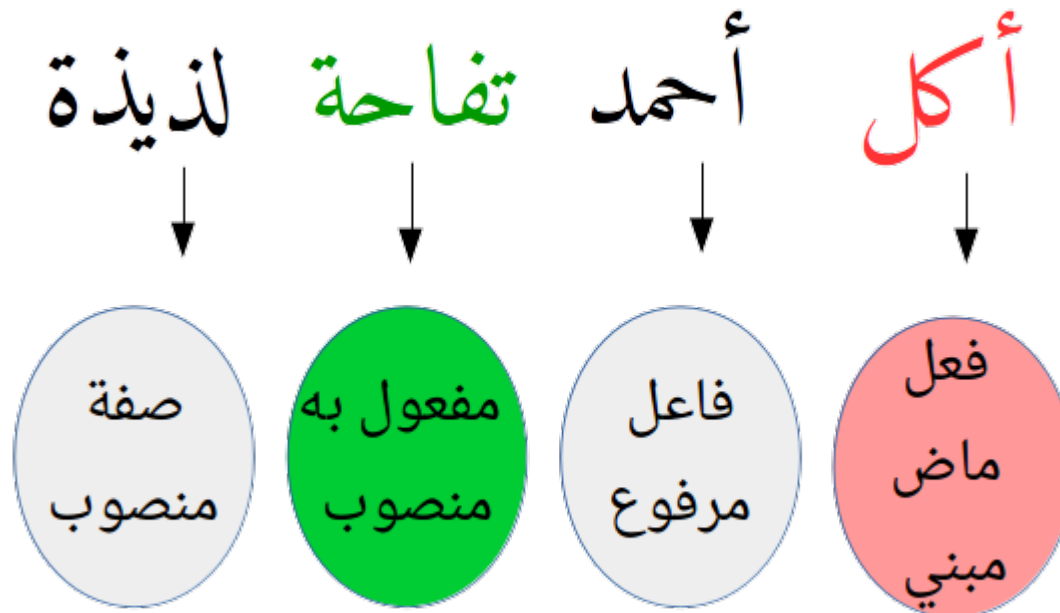 أكل أحمد تفاحة لذيذة
فعل
ماض
مبني
فاعل
مرفوع
مفعول به
منصوب
صفة
منصوب